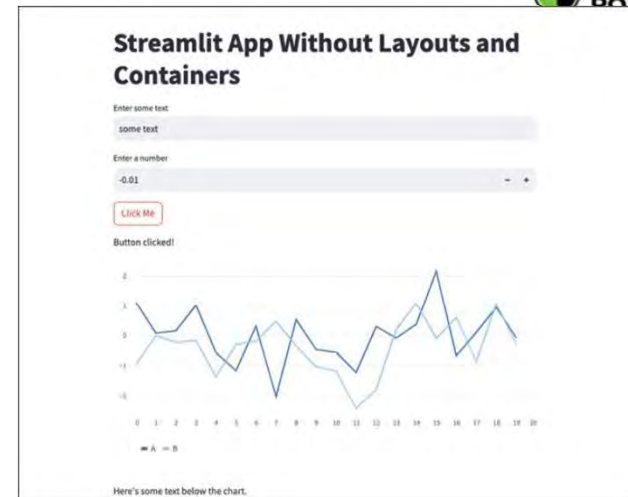 Streamlit App Without Layouts and
Containers
Enter some text
some text
Enter a number
-0.01
- +
Click Me
Button clicked!
2
1
0
-1
-2
0 1 2 3 4 5 6 7 8 9 10 11 12 13 14 15 16 17 18 19 20
A B
Here's some text below the chart.